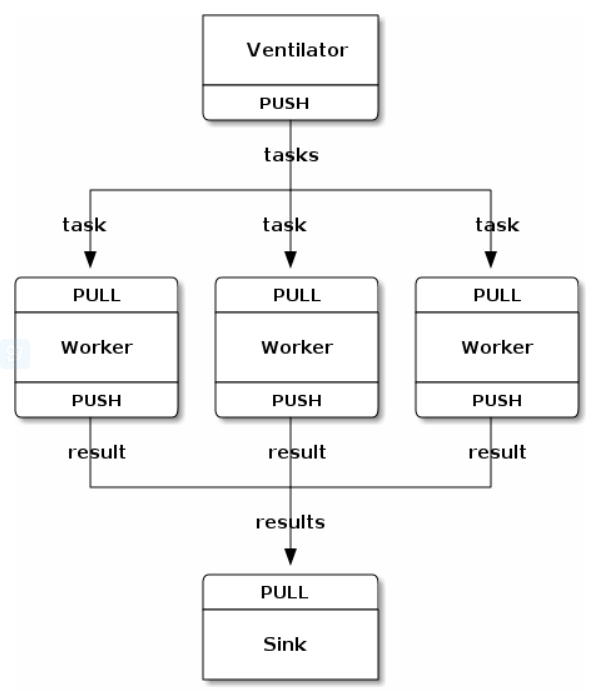 Ventilator
PUSH
tasks
task task task
PULL PULL PULL
Worker Worker Worker
PUSH PUSH PUSH
result result result
results
PULL
Sink